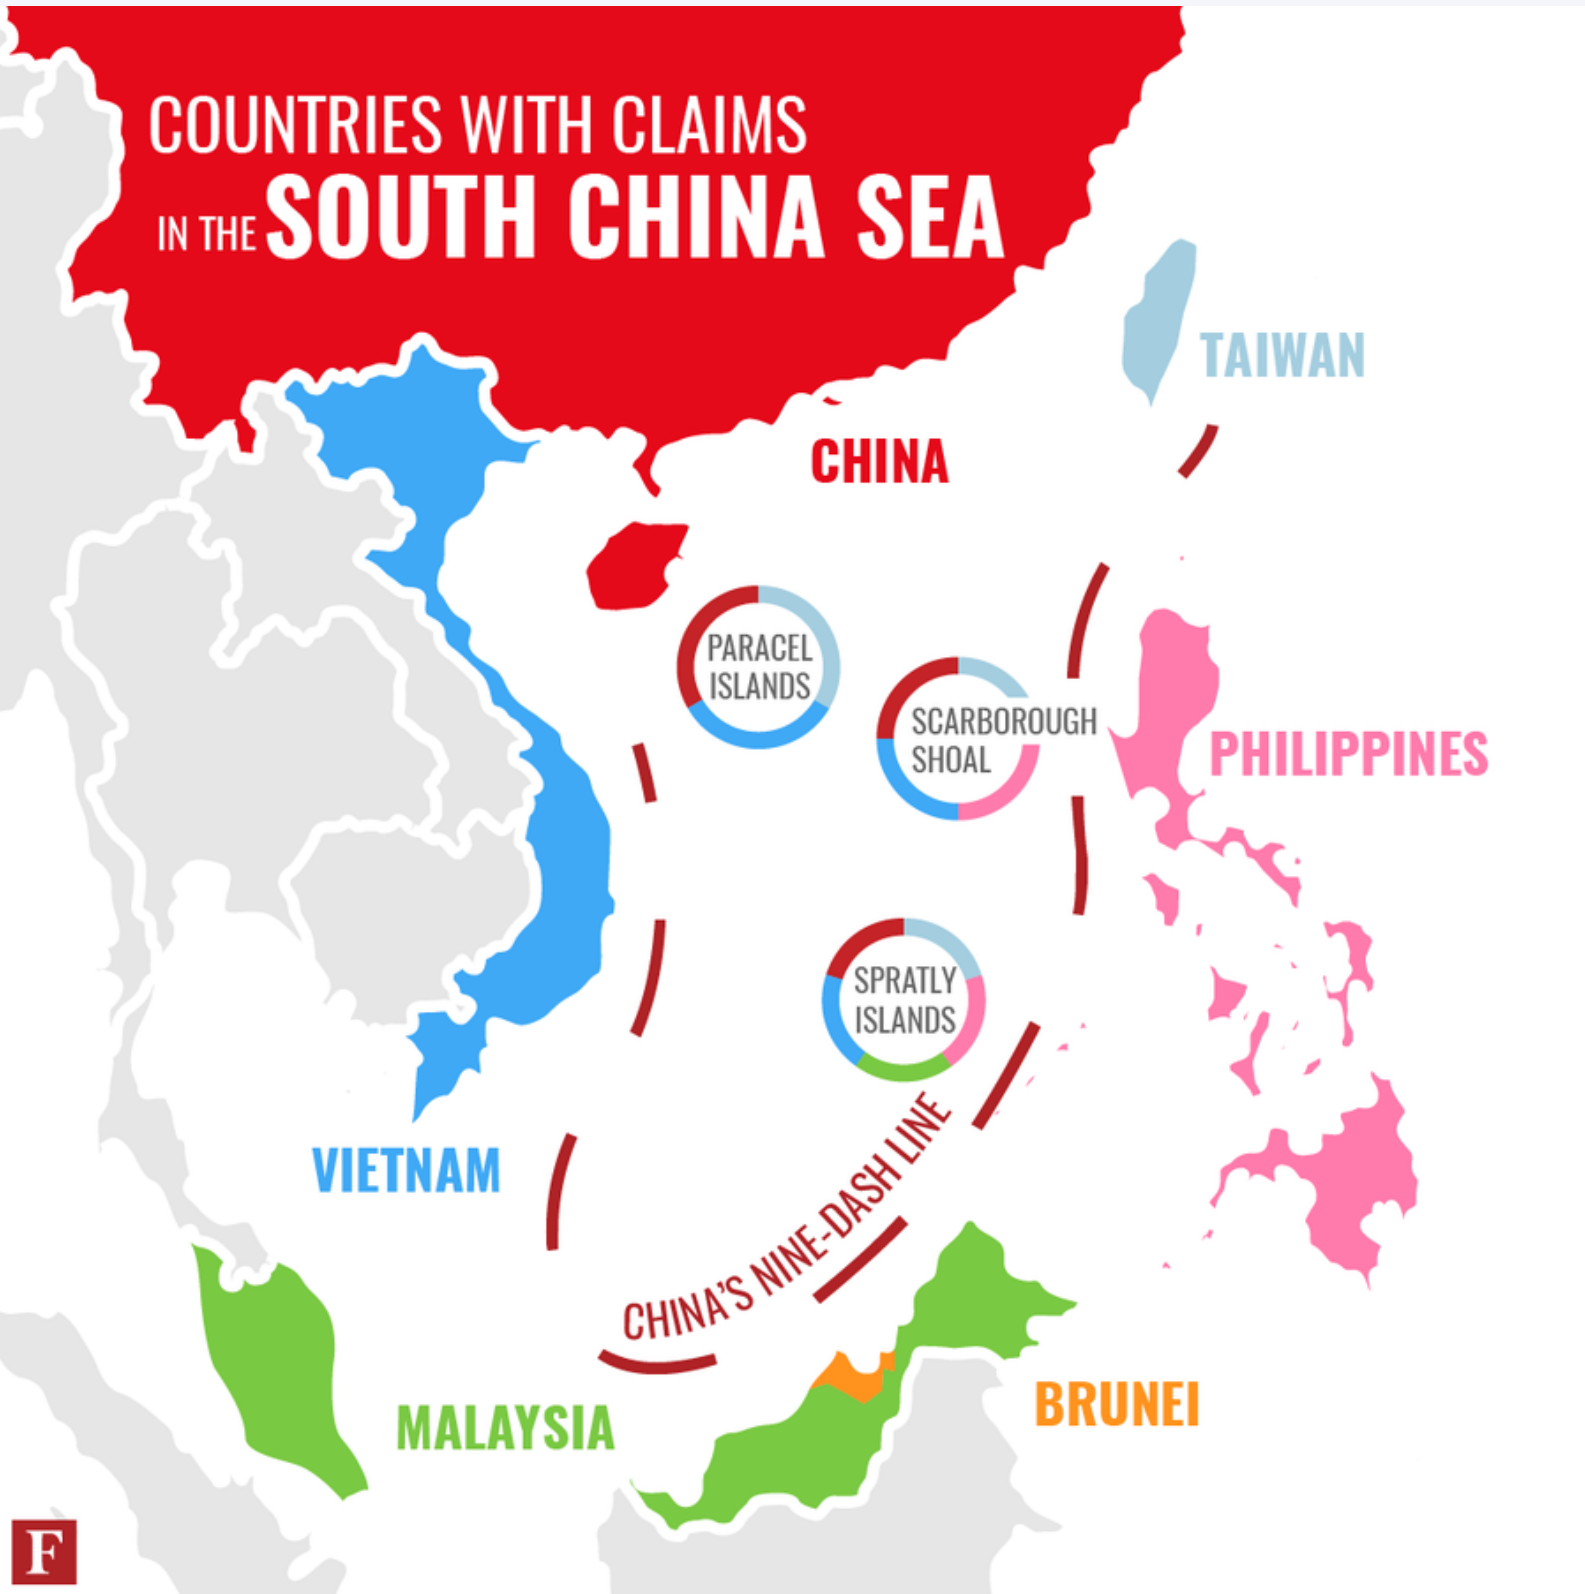 COUNTRIES WITH CLAIMS
IN THE SOUTH CHINA SEA
TAIWAN
CHINA
PARACEL
ISLANDS
SCARBOROUGH
SHOAL
PHILIPPINES
SPRATLY
ISLANDS
VIETNAM
CHINA'S NINE-DASH LINE
MALAYSIA
BRUNEI
F